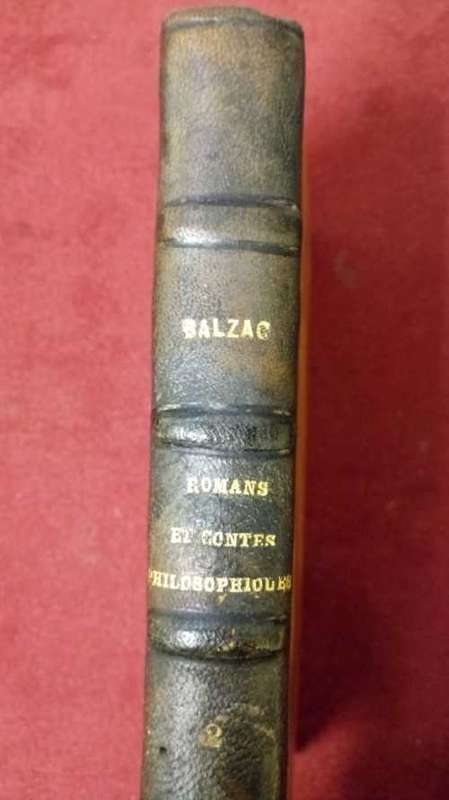 BALZAC
ROMANS
ET CONTES
PHILOSOPHIQUES
2